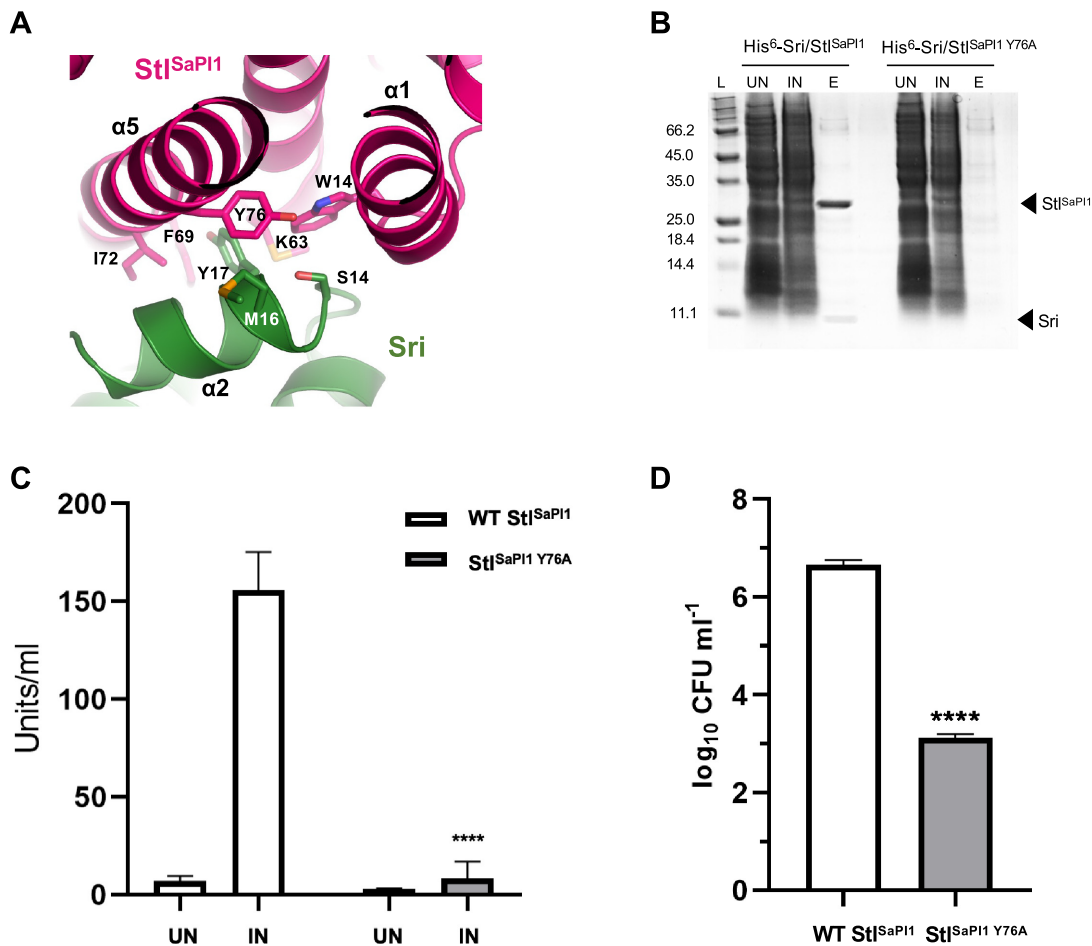 A
Stl^SaPI1
α5
α1
W14
Y76
K63
F69
I72
Y17
S14
M16
Sri
α2
B
His⁶-Sri/Stl^SaPI1
His⁶-Sri/Stl^SaPI1 Y76A
L UN IN E UN IN E
66.2
45.0
35.0
25.0
18.4
14.4
11.1
Stl^SaPI1
Sri
C
Units/ml
200
150
100
50
0
WT Stl^SaPI1
Stl^SaPI1 Y76A
****
UN IN UN IN
D
log₁₀ CFU ml⁻¹
8
6
4
2
0
****
WT Stl^SaPI1 Stl^SaPI1 Y76A